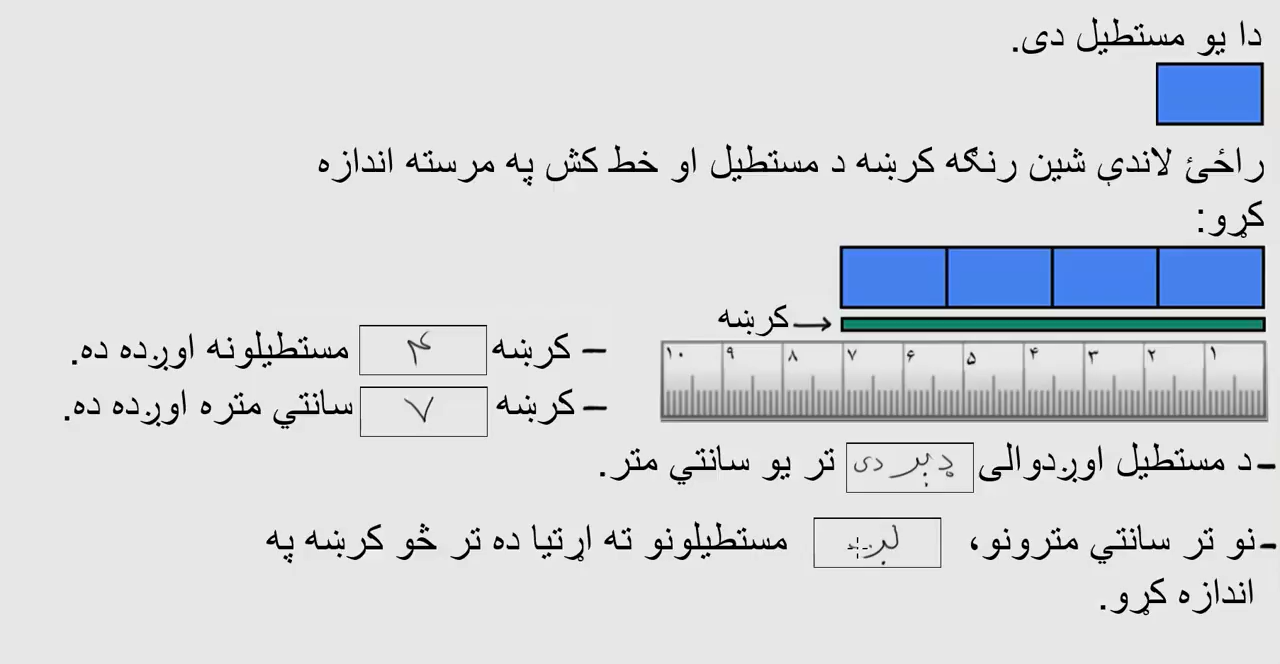 دا یو مستطیل دی.
راځئ لاندې شین رنګه کرښه د مستطیل او خط کش په مرسته اندازه
کړو:
کرښه
۱۰ ۹ ۸ ۷ ۶ ۵ ۴ ۳ ۲ ۱
– کرښه ۴ مستطیلونه اوږده ده.
– کرښه ۷ سانتي متره اوږده ده.
– د مستطیل اوږدوالی ډېر دی تر یو سانتي متر.
– نو تر سانتي مترونو، لږ مستطیلونو ته اړتیا ده تر څو کرښه په
اندازه کړو.